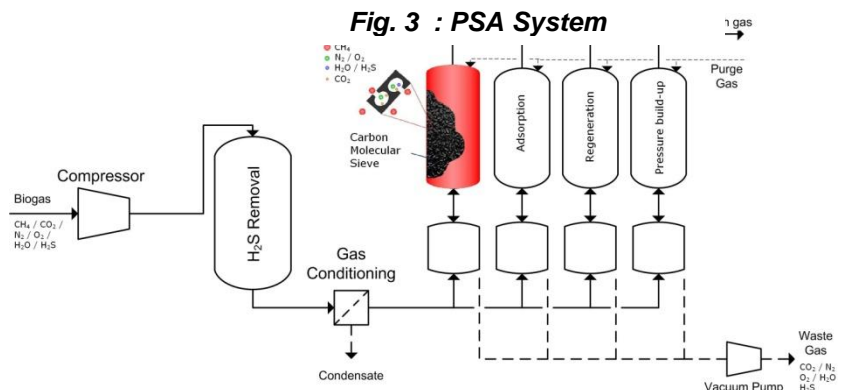 Fig. 3 : PSA System
CH₄
N₂ / O₂
H₂O / H₂S
CO₂
gas
Purge
Gas
Carbon
Molecular
Sieve
Adsorption
Regeneration
Pressure build-up
Compressor
Biogas
CH₄ / CO₂ /
N₂ / O₂ /
H₂O / H₂S
H₂S Removal
Gas
Conditioning
Condensate
Waste
Gas
CO₂ / N₂
O₂ / H₂O
H₂S
Vacuum Pump